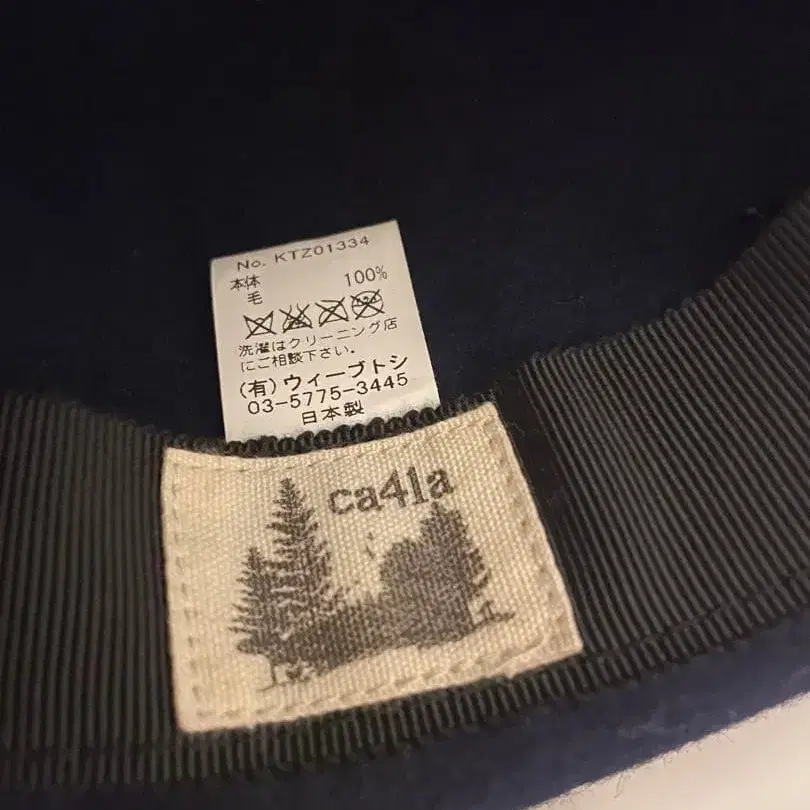 No. KTZ01334
本体
毛 100%
洗濯はクリーニング店
にご相談下さい。
(有)ウィーブトシ
03-5775-3445
日本製
ca4la